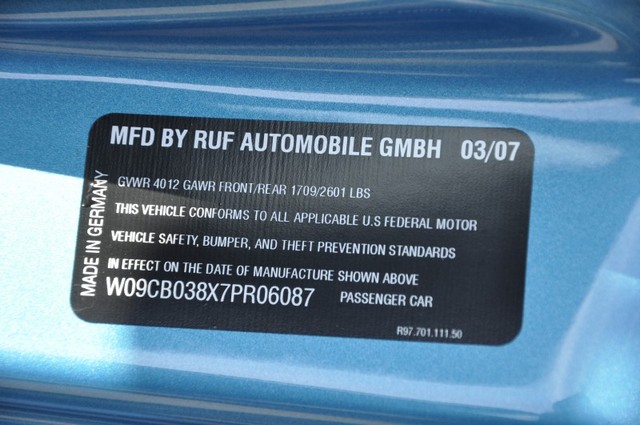 MFD BY RUF AUTOMOBILE GMBH 03/07
GVWR 4012 GAWR FRONT/REAR 1709/2601 LBS
THIS VEHICLE CONFORMS TO ALL APPLICABLE U.S FEDERAL MOTOR
VEHICLE SAFETY, BUMPER, AND THEFT PREVENTION STANDARDS
IN EFFECT ON THE DATE OF MANUFACTURE SHOWN ABOVE
W09CB038X7PR06087 PASSENGER CAR
R97.701.111.50
MADE IN GERMANY